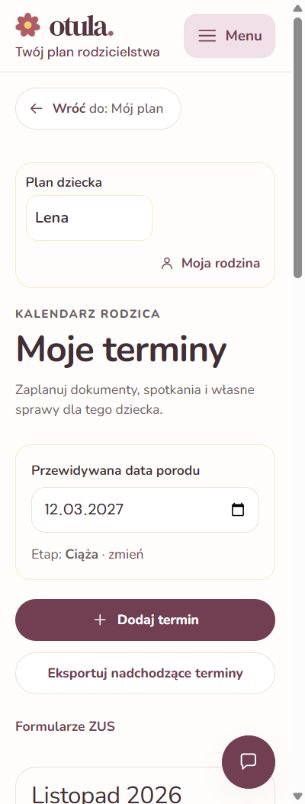 otula.
Twój plan rodzicielstwa
Menu
Wróć do: Mój plan
Plan dziecka
Lena
Moja rodzina
KALENDARZ RODZICA
Moje terminy
Zaplanuj dokumenty, spotkania i własne
sprawy dla tego dziecka.
Przewidywana data porodu
12.03.2027
Etap: Ciąża · zmień
Dodaj termin
Eksportuj nadchodzące terminy
Formularze ZUS
Listopad 2026